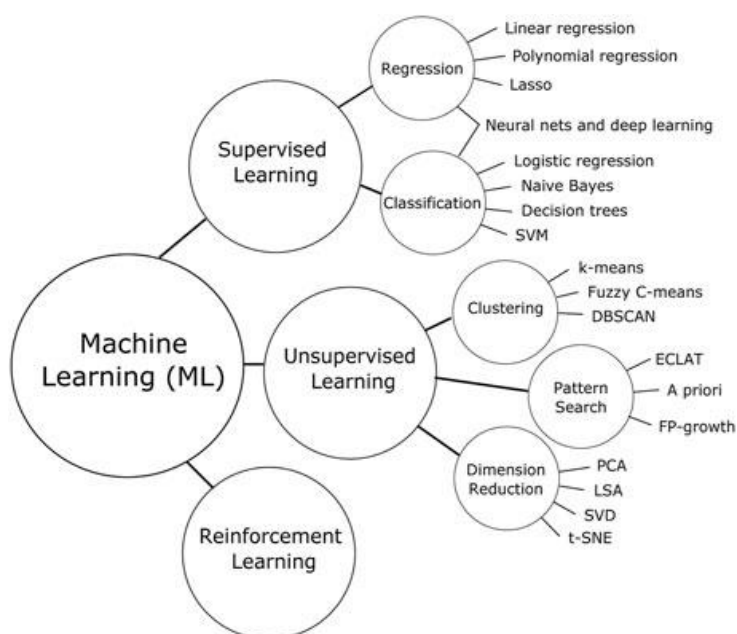 Machine
Learning (ML)
Supervised
Learning
Regression
Linear regression
Polynomial regression
Lasso
Neural nets and deep learning
Classification
Logistic regression
Naive Bayes
Decision trees
SVM
Unsupervised
Learning
Clustering
k-means
Fuzzy C-means
DBSCAN
Pattern
Search
ECLAT
A priori
FP-growth
Dimension
Reduction
PCA
LSA
SVD
t-SNE
Reinforcement
Learning